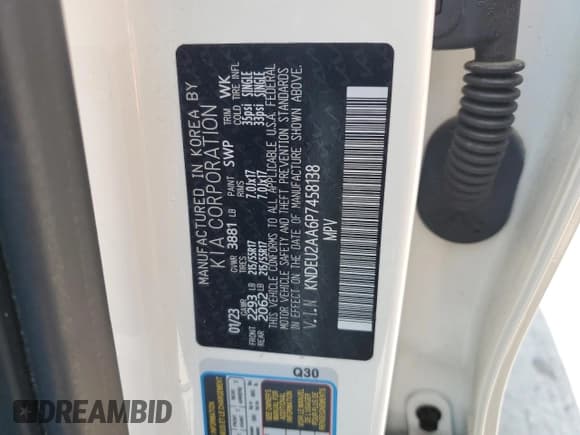 MANUFACTURED IN KOREA BY
KIA CORPORATION
01/23 GVWR 3881 LB PAINT SWP TRIM WK
GAWR TIRES RIMS COLD TIRE INFL
FRONT 2293 LB 215/55R17 7.0Jx17 35psi SINGLE
REAR 2062 LB 215/55R17 7.0Jx17 33psi SINGLE
THIS VEHICLE CONFORMS TO ALL APPLICABLE U.S.A. FEDERAL
MOTOR VEHICLE SAFETY AND THEFT PREVENTION STANDARDS
IN EFFECT ON THE DATE OF MANUFACTURE SHOWN ABOVE.
V.I.N KNDEU2AA6P7458138
MPV
Q30
DREAMBID